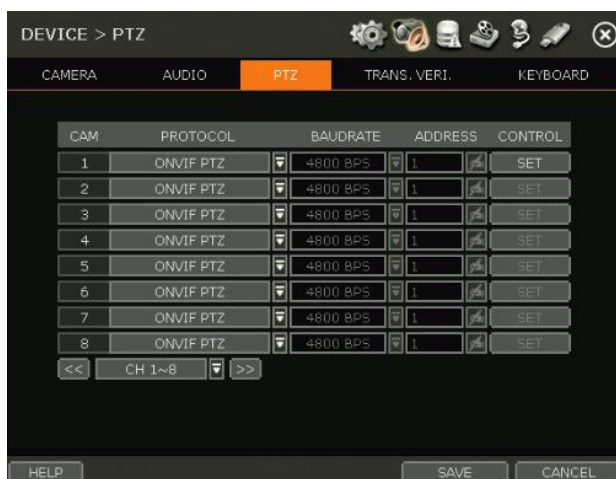 DEVICE > PTZ
CAMERA AUDIO PTZ TRANS. VERI. KEYBOARD
CAM PROTOCOL BAUDRATE ADDRESS CONTROL
1 ONVIF PTZ 4800 BPS 1 SET
2 ONVIF PTZ 4800 BPS 1 SET
3 ONVIF PTZ 4800 BPS 1 SET
4 ONVIF PTZ 4800 BPS 1 SET
5 ONVIF PTZ 4800 BPS 1 SET
6 ONVIF PTZ 4800 BPS 1 SET
7 ONVIF PTZ 4800 BPS 1 SET
8 ONVIF PTZ 4800 BPS 1 SET
<< CH 1~8 >>
HELP SAVE CANCEL